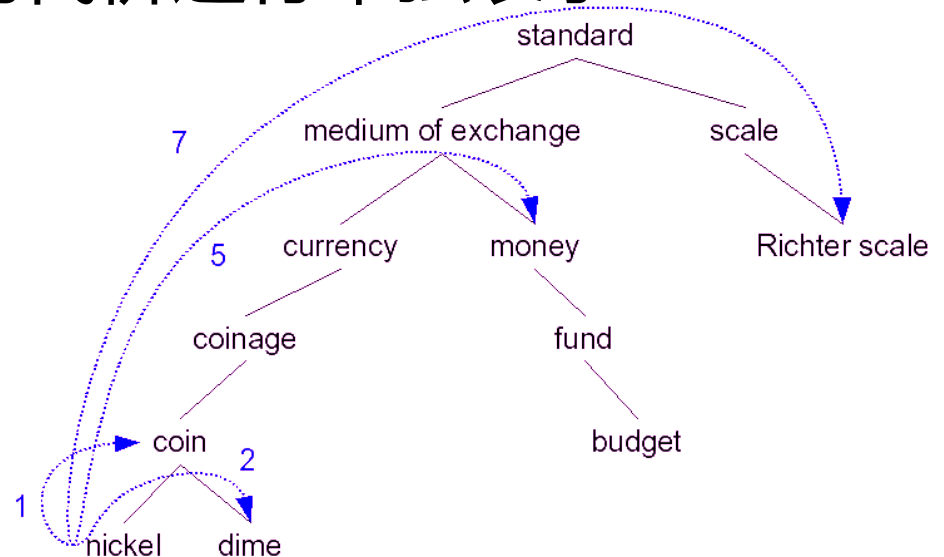 standard
7
medium of exchange
scale
5
currency
money
Richter scale
coinage
fund
coin
2
budget
1
nickel
dime